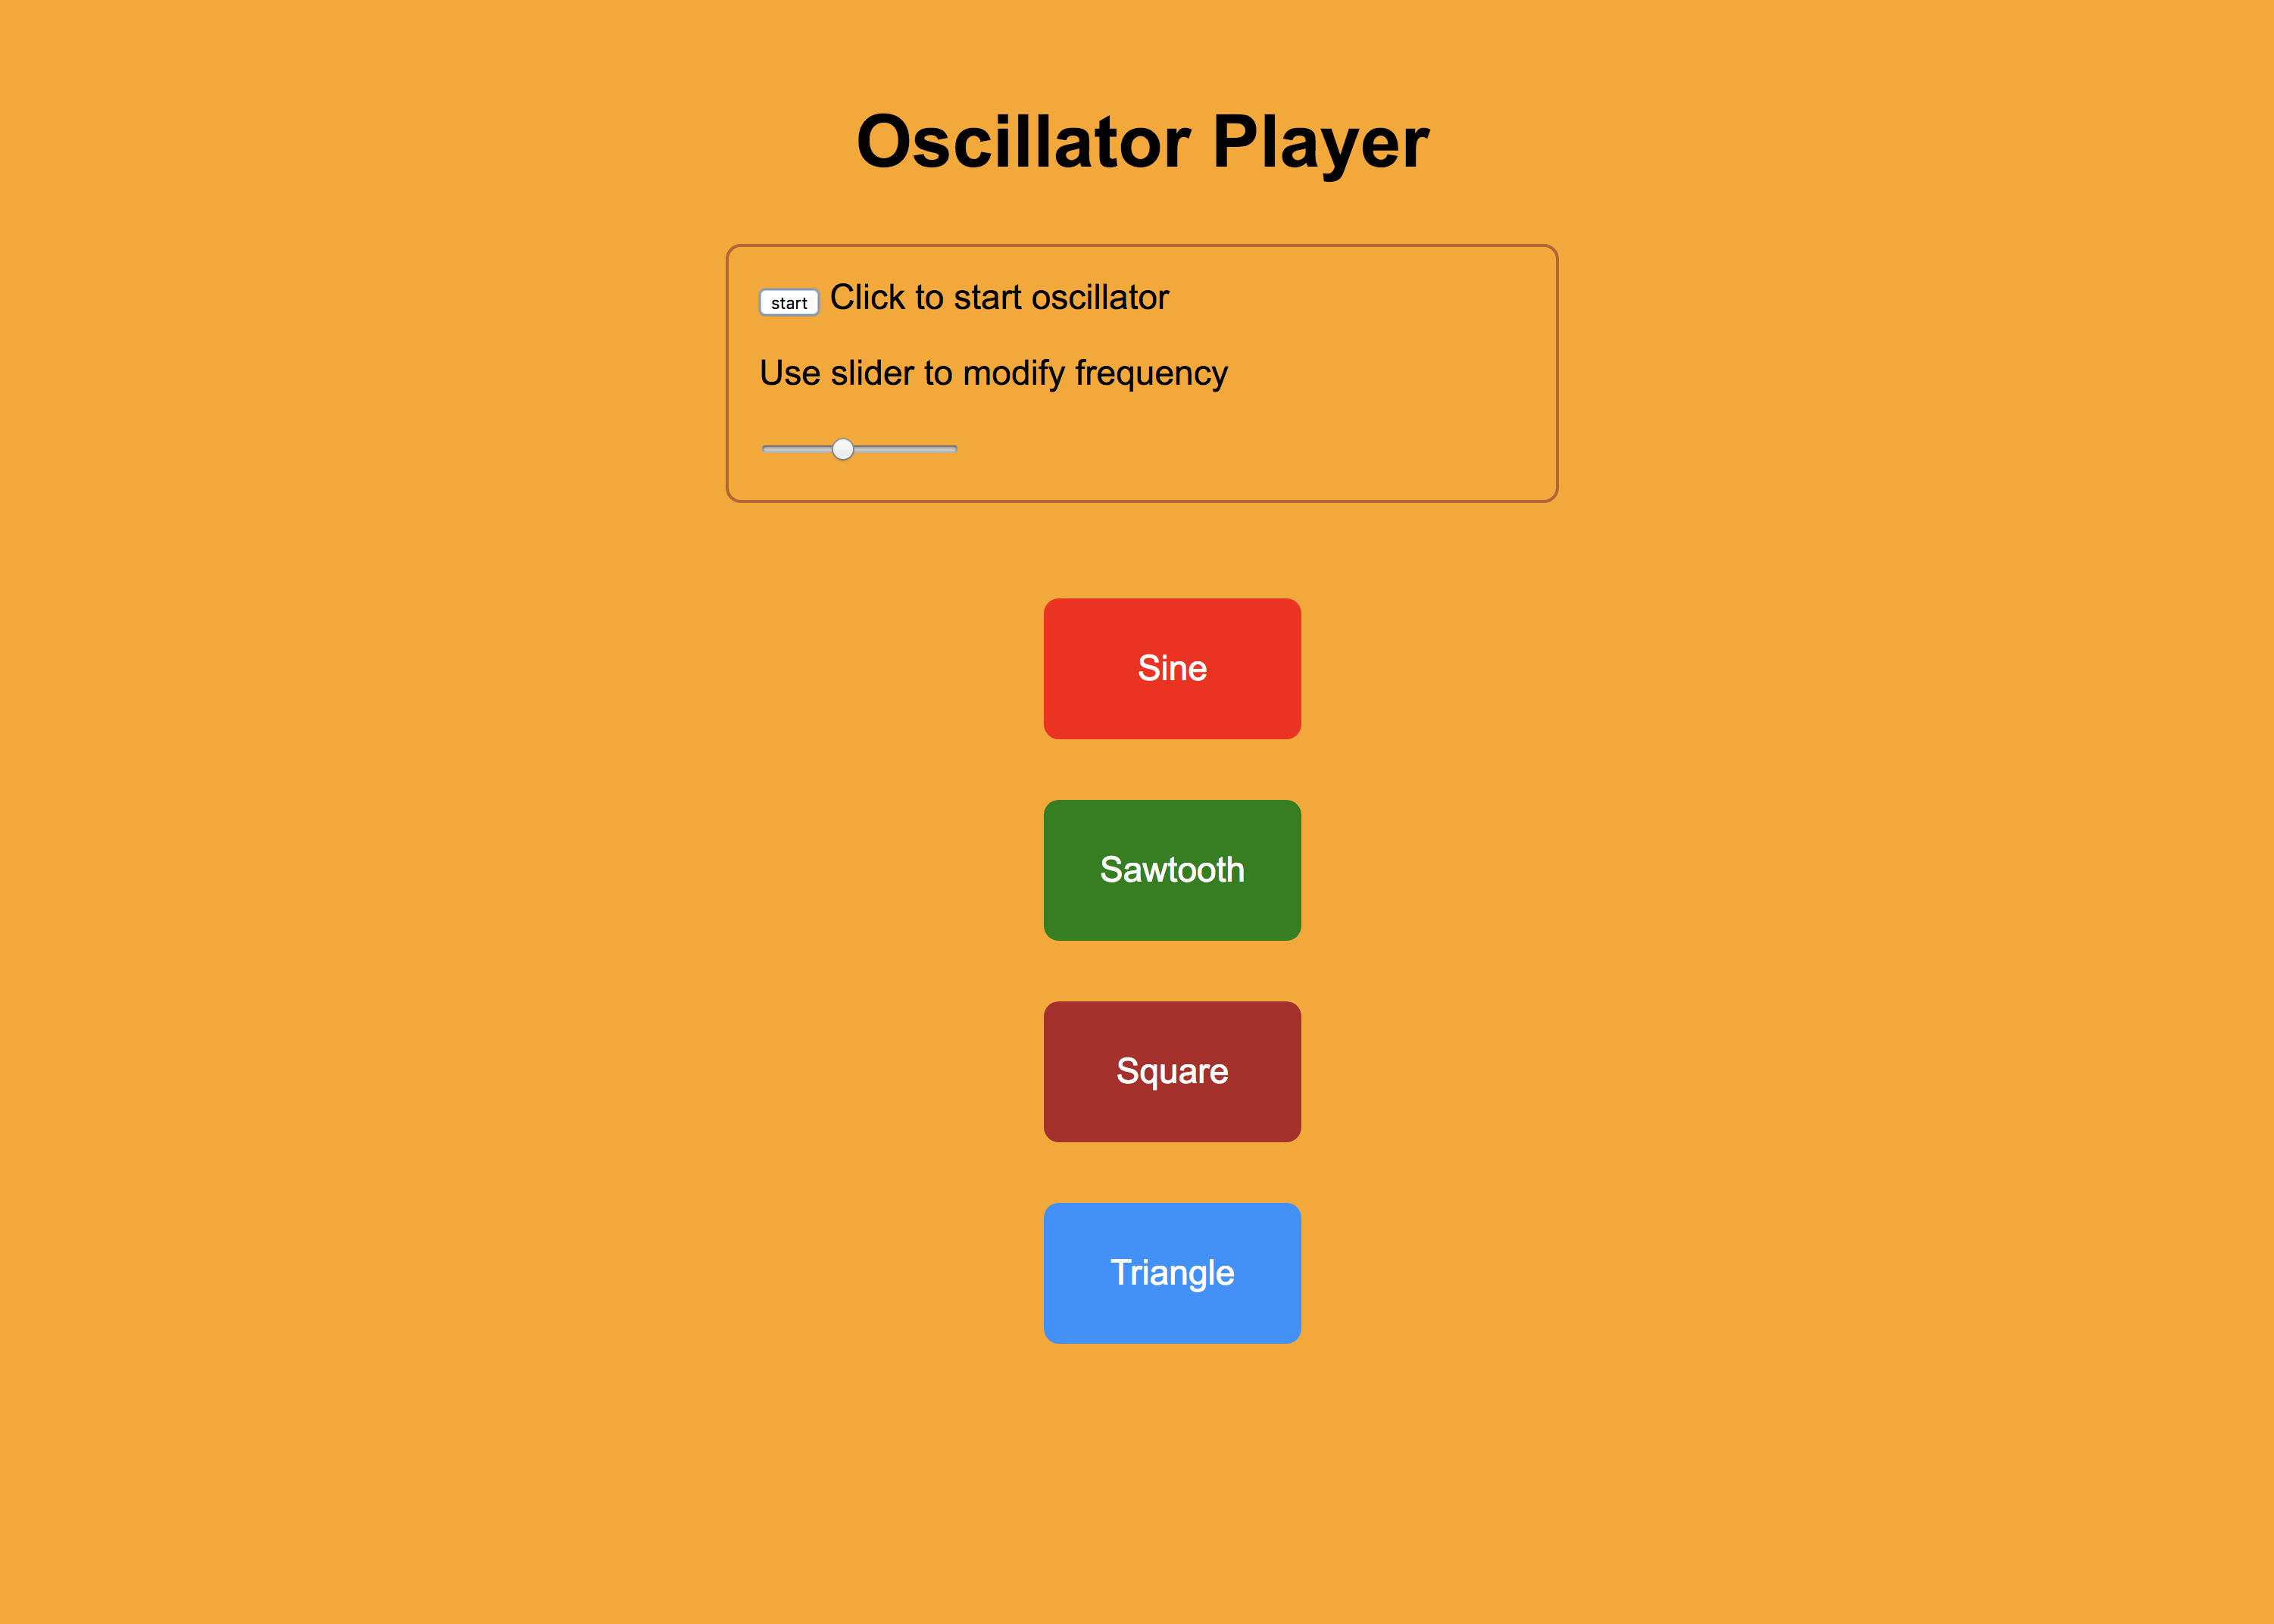 Oscillator Player
start Click to start oscillator
Use slider to modify frequency
Sine
Sawtooth
Square
Triangle